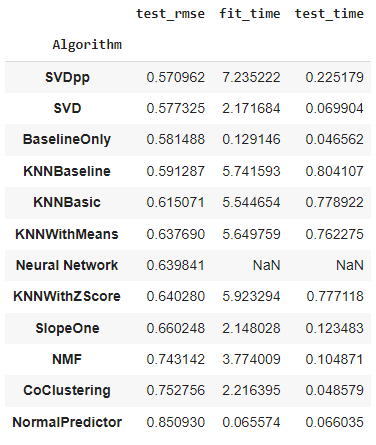 test_rmse fit_time test_time
Algorithm
SVDpp 0.570962 7.235222 0.225179
SVD 0.577325 2.171684 0.069904
BaselineOnly 0.581488 0.129146 0.046562
KNNBaseline 0.591287 5.741593 0.804107
KNNBasic 0.615071 5.544654 0.778922
KNNWithMeans 0.637690 5.649759 0.762275
Neural Network 0.639841 NaN NaN
KNNWithZScore 0.640280 5.923294 0.777118
SlopeOne 0.660248 2.148028 0.123483
NMF 0.743142 3.774009 0.104871
CoClustering 0.752756 2.216395 0.048579
NormalPredictor 0.850930 0.065574 0.066035